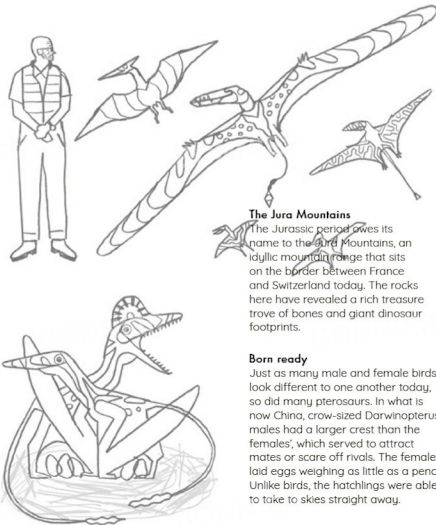 The Jura Mountains
The Jurassic period owes its
name to the Jura Mountains, an
idyllic mountain range that sits
on the border between France
and Switzerland today. The rocks
here have revealed a rich treasure
trove of bones and giant dinosaur
footprints.
Born ready
Just as many male and female birds
look different to one another today,
so did many pterosaurs. In what is
now China, crow-sized Darwinopterus
males had a larger crest than the
females', which served to attract
mates or scare off rivals. The female
laid eggs weighing as little as a
Unlike birds, the hatchlings were able
to take to skies straight away.